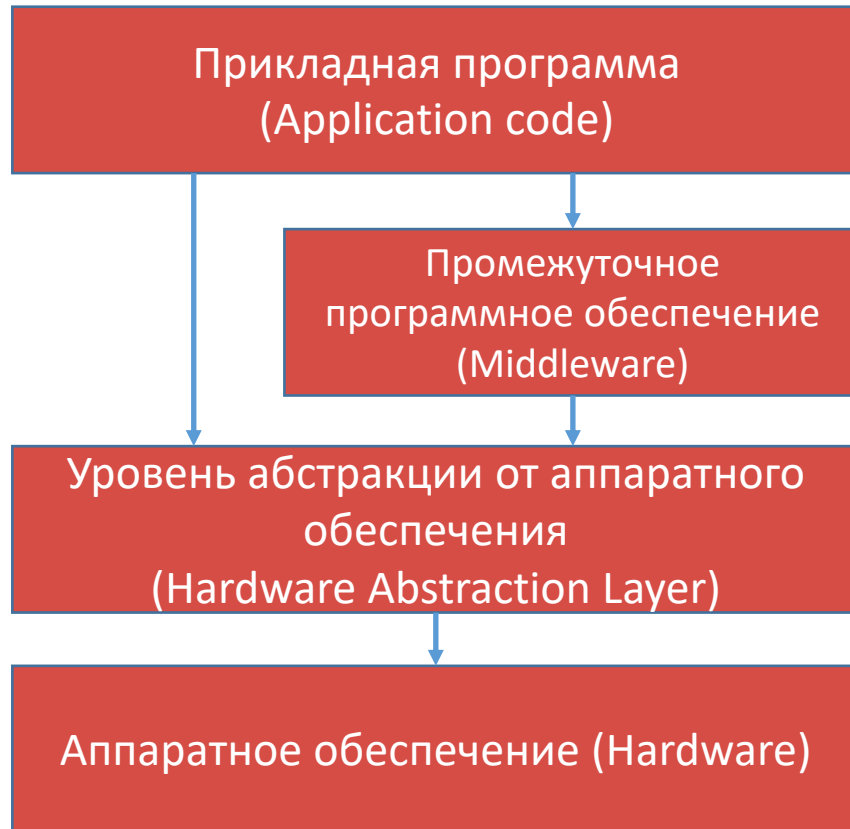 Прикладная программа
(Application code)
Промежуточное
программное обеспечение
(Middleware)
Уровень абстракции от аппаратного
обеспечения
(Hardware Abstraction Layer)
Аппаратное обеспечение (Hardware)